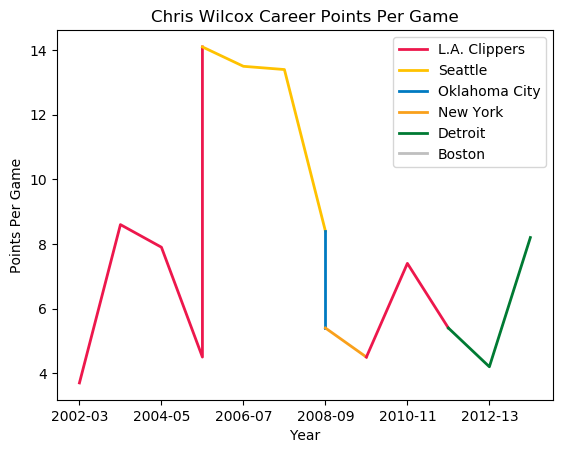 Chris Wilcox Career Points Per Game
14
12
10
8
6
4
Points Per Game
L.A. Clippers
Seattle
Oklahoma City
New York
Detroit
Boston
2002-03 2004-05 2006-07 2008-09 2010-11 2012-13
Year